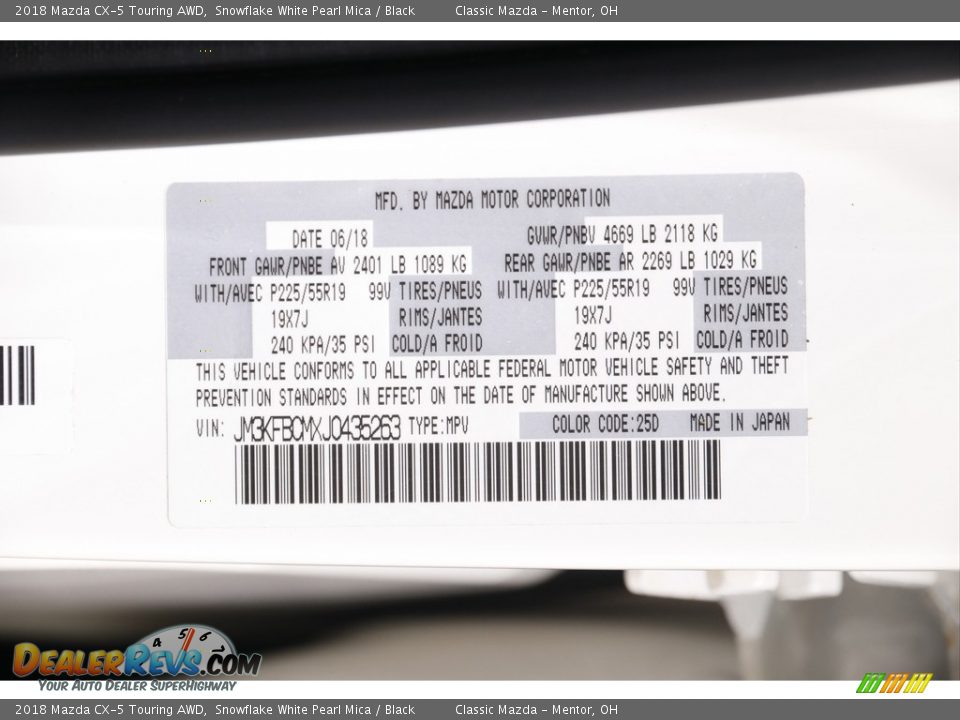 2018 Mazda CX-5 Touring AWD, Snowflake White Pearl Mica / Black Classic Mazda - Mentor, OH
MFD. BY MAZDA MOTOR CORPORATION
DATE 06/18 GVWR/PNBV 4669 LB 2118 KG
FRONT GAWR/PNBE AV 2401 LB 1089 KG REAR GAWR/PNBE AR 2269 LB 1029 KG
WITH/AVEC P225/55R19 99V TIRES/PNEUS WITH/AVEC P225/55R19 99V TIRES/PNEUS
19X7J RIMS/JANTES 19X7J RIMS/JANTES
240 KPA/35 PSI COLD/A FROID 240 KPA/35 PSI COLD/A FROID
THIS VEHICLE CONFORMS TO ALL APPLICABLE FEDERAL MOTOR VEHICLE SAFETY AND THEFT
PREVENTION STANDARDS IN EFFECT ON THE DATE OF MANUFACTURE SHOWN ABOVE.
VIN: JM3KFBCMXJ0435263 TYPE:MPV COLOR CODE:25D MADE IN JAPAN
4 5 6
DEALERREVS.COM
YOUR AUTO DEALER SUPERHIGHWAY
2018 Mazda CX-5 Touring AWD, Snowflake White Pearl Mica / Black Classic Mazda - Mentor, OH